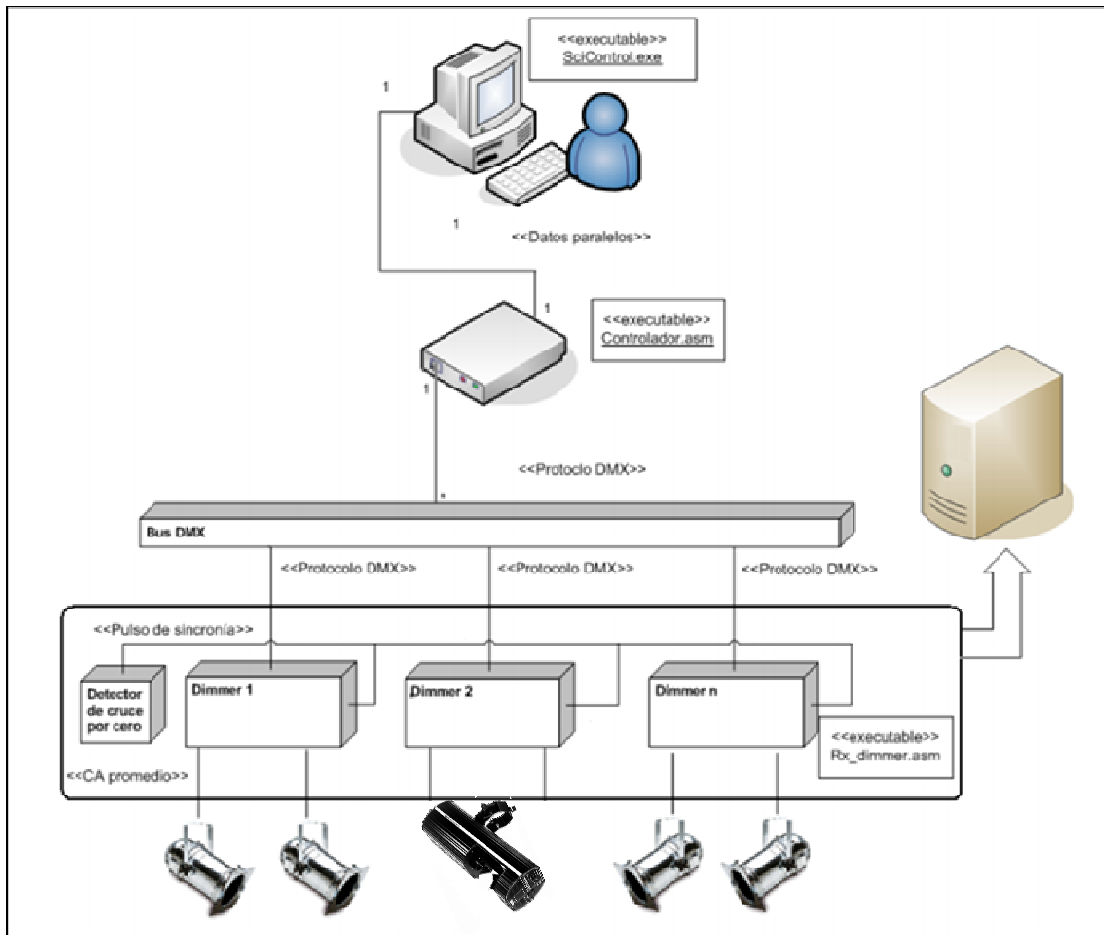 <<executable>>
SciControl.exe
1
1
<<Datos paralelos>>
1
<<executable>>
Controlador.asm
1
<<Protoclo DMX>>
*
Bus DMX
<<Protocolo DMX>>
<<Protocolo DMX>>
<<Protocolo DMX>>
<<Pulso de sincronía>>
Detector
de cruce
por cero
Dimmer 1
Dimmer 2
Dimmer n
<<executable>>
Rx_dimmer.asm
<<CA promedio>>